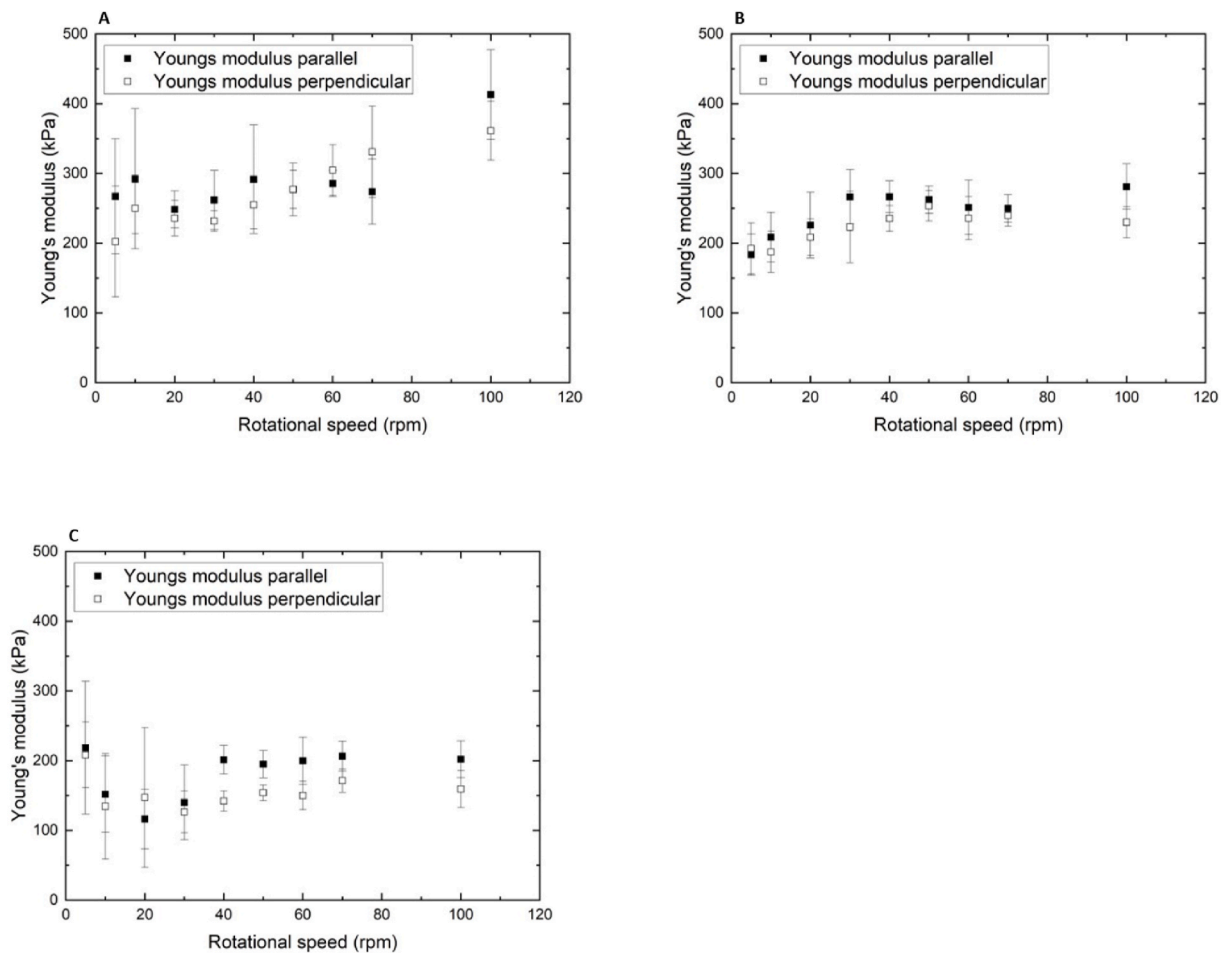 A
500
Youngs modulus parallel
Youngs modulus perpendicular
400
300
200
100
0
Young's modulus (kPa)
0 20 40 60 80 100 120
Rotational speed (rpm)
B
500
Youngs modulus parallel
Youngs modulus perpendicular
400
300
200
100
0
Young's modulus (kPa)
0 20 40 60 80 100 120
Rotational speed (rpm)
C
500
Youngs modulus parallel
Youngs modulus perpendicular
400
300
200
100
0
Young's modulus (kPa)
0 20 40 60 80 100 120
Rotational speed (rpm)